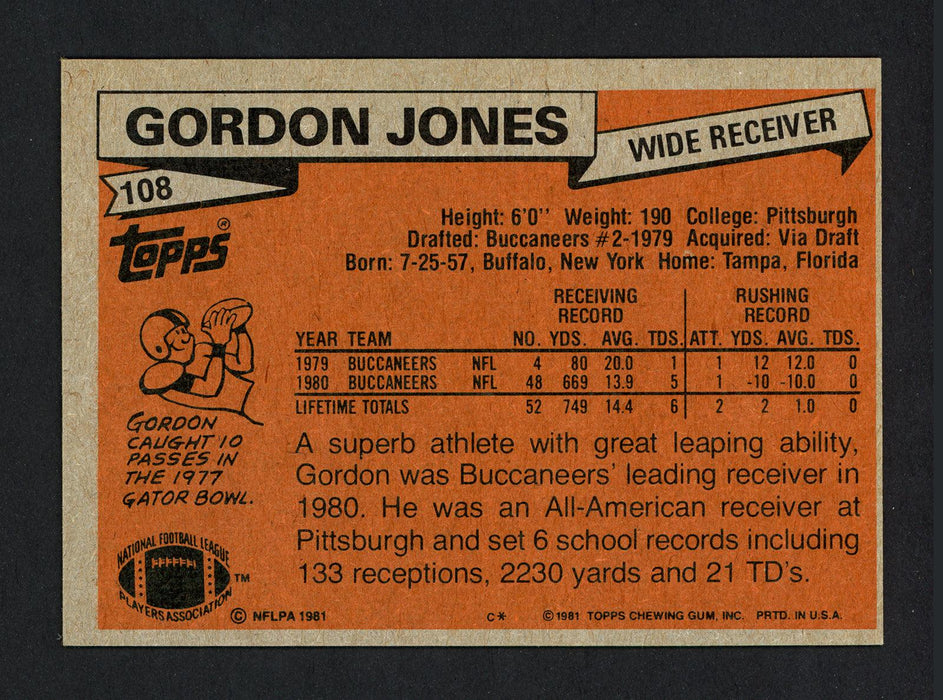 GORDON JONES
WIDE RECEIVER
108
TOPPS®
Height: 6'0'' Weight: 190 College: Pittsburgh
Drafted: Buccaneers #2-1979 Acquired: Via Draft
Born: 7-25-57, Buffalo, New York Home: Tampa, Florida
RECEIVING RECORD RUSHING RECORD
YEAR TEAM NO. YDS. AVG. TDS. ATT. YDS. AVG. TDS.
1979 BUCCANEERS NFL 4 80 20.0 1 1 12 12.0 0
1980 BUCCANEERS NFL 48 669 13.9 5 1 -10 -10.0 0
LIFETIME TOTALS 52 749 14.4 6 2 2 1.0 0
GORDON
CAUGHT 10
PASSES IN
THE 1977
GATOR BOWL.
A superb athlete with great leaping ability,
Gordon was Buccaneers' leading receiver in
1980. He was an All-American receiver at
Pittsburgh and set 6 school records including
133 receptions, 2230 yards and 21 TD's.
NATIONAL FOOTBALL LEAGUE
PLAYERS ASSOCIATION
TM
© NFLPA 1981
C* © 1981 TOPPS CHEWING GUM, INC. PRTD. IN U.S.A.